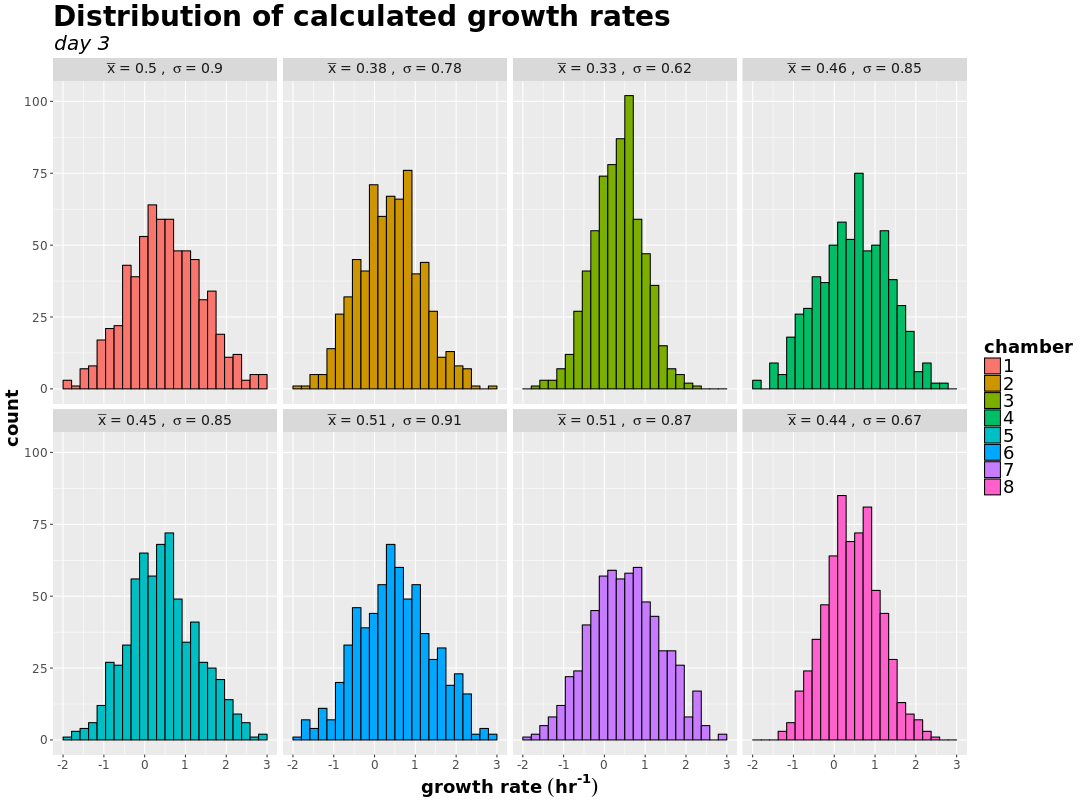 Distribution of calculated growth rates
day 3
x̅ = 0.5 , σ = 0.9
x̅ = 0.38 , σ = 0.78
x̅ = 0.33 , σ = 0.62
x̅ = 0.46 , σ = 0.85
100
75
50
25
0
x̅ = 0.45 , σ = 0.85
x̅ = 0.51 , σ = 0.91
x̅ = 0.51 , σ = 0.87
x̅ = 0.44 , σ = 0.67
100
75
50
25
0
-2 -1 0 1 2 3
-2 -1 0 1 2 3
-2 -1 0 1 2 3
-2 -1 0 1 2 3
count
growth rate (hr⁻¹)
chamber
1
2
3
4
5
6
7
8